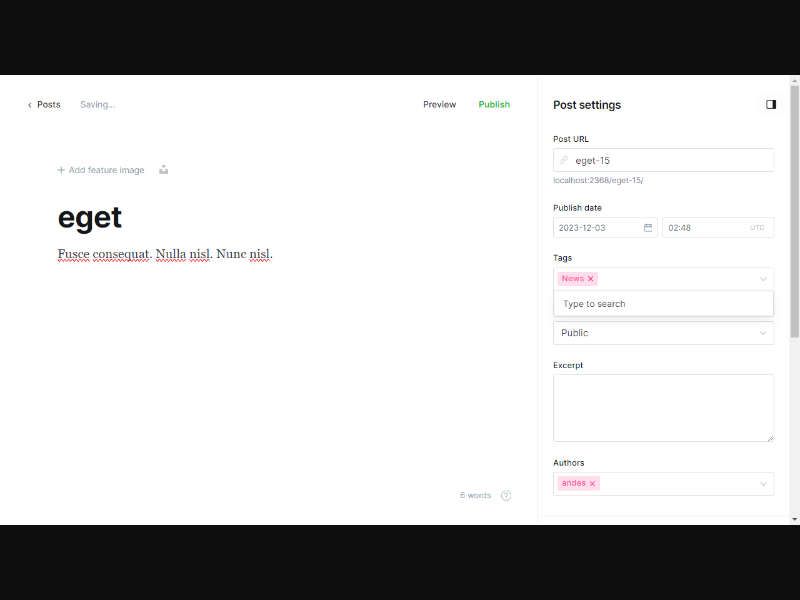 Posts
Saving...
Preview
Publish
Post settings
Add feature image
eget
Fusce consequat. Nulla nisl. Nunc nisl.
6 words
?
Post URL
eget-15
localhost:2368/eget-15/
Publish date
2023-12-03
02:48
UTC
Tags
News
Type to search
Public
Excerpt
Authors
andes